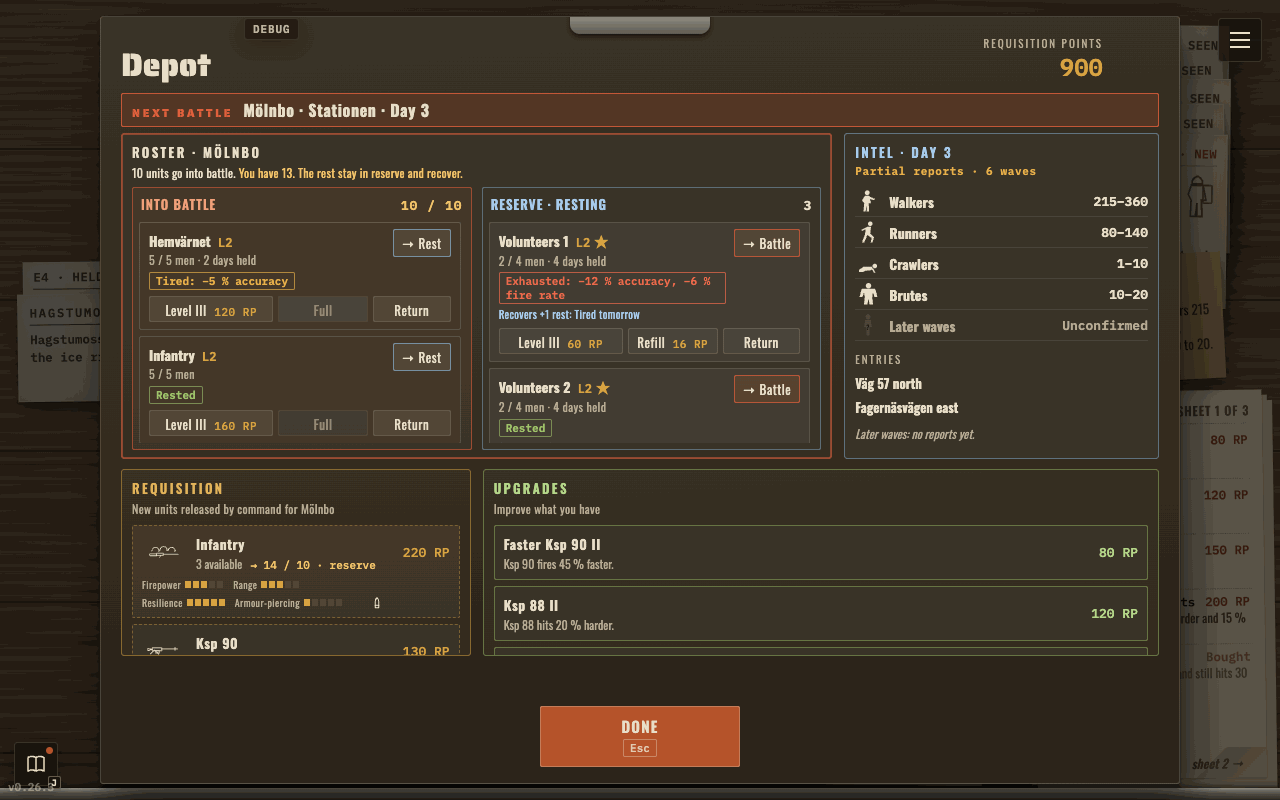 DEBUG
Depot
REQUISITION POINTS
900
NEXT BATTLE Mölnbo · Stationen · Day 3
ROSTER · MÖLNBO
10 units go into battle. You have 13. The rest stay in reserve and recover.
INTO BATTLE 10 / 10
Hemvärnet L2
→ Rest
5 / 5 men · 2 days held
Tired: −5 % accuracy
Level III 120 RP
Full
Return
Infantry L2
→ Rest
5 / 5 men
Rested
Level III 160 RP
Full
Return
RESERVE · RESTING 3
Volunteers 1 L2 ★
→ Battle
2 / 4 men · 4 days held
Exhausted: −12 % accuracy, −6 %
fire rate
Recovers +1 rest: Tired tomorrow
Level III 60 RP
Refill 16 RP
Return
Volunteers 2 L2 ★
→ Battle
2 / 4 men · 4 days held
Rested
INTEL · DAY 3
Partial reports · 6 waves
Walkers 215–360
Runners 80–140
Crawlers 1–10
Brutes 10–20
Later waves Unconfirmed
ENTRIES
Väg 57 north
Fagernäsvägen east
Later waves: no reports yet.
REQUISITION
New units released by command for Mölnbo
Infantry
220 RP
3 available → 14 / 10 · reserve
Firepower Range
Resilience Armour-piercing
Ksp 90
130 RP
UPGRADES
Improve what you have
Faster Ksp 90 II
80 RP
Ksp 90 fires 45 % faster.
Ksp 88 II
120 RP
Ksp 88 hits 20 % harder.
DONE
Esc
E4 · HELD
HAGSTUMO
Hagstumos
the ice r
SEEN
SEEN
SEEN
SEEN
· NEW
rs 215
to 20.
SHEET 1 OF 3
80 RP
120 RP
150 RP
ts 200 RP
rder and 15 %
Bought
nd still hits 30
sheet 2 →
J
v0.26.